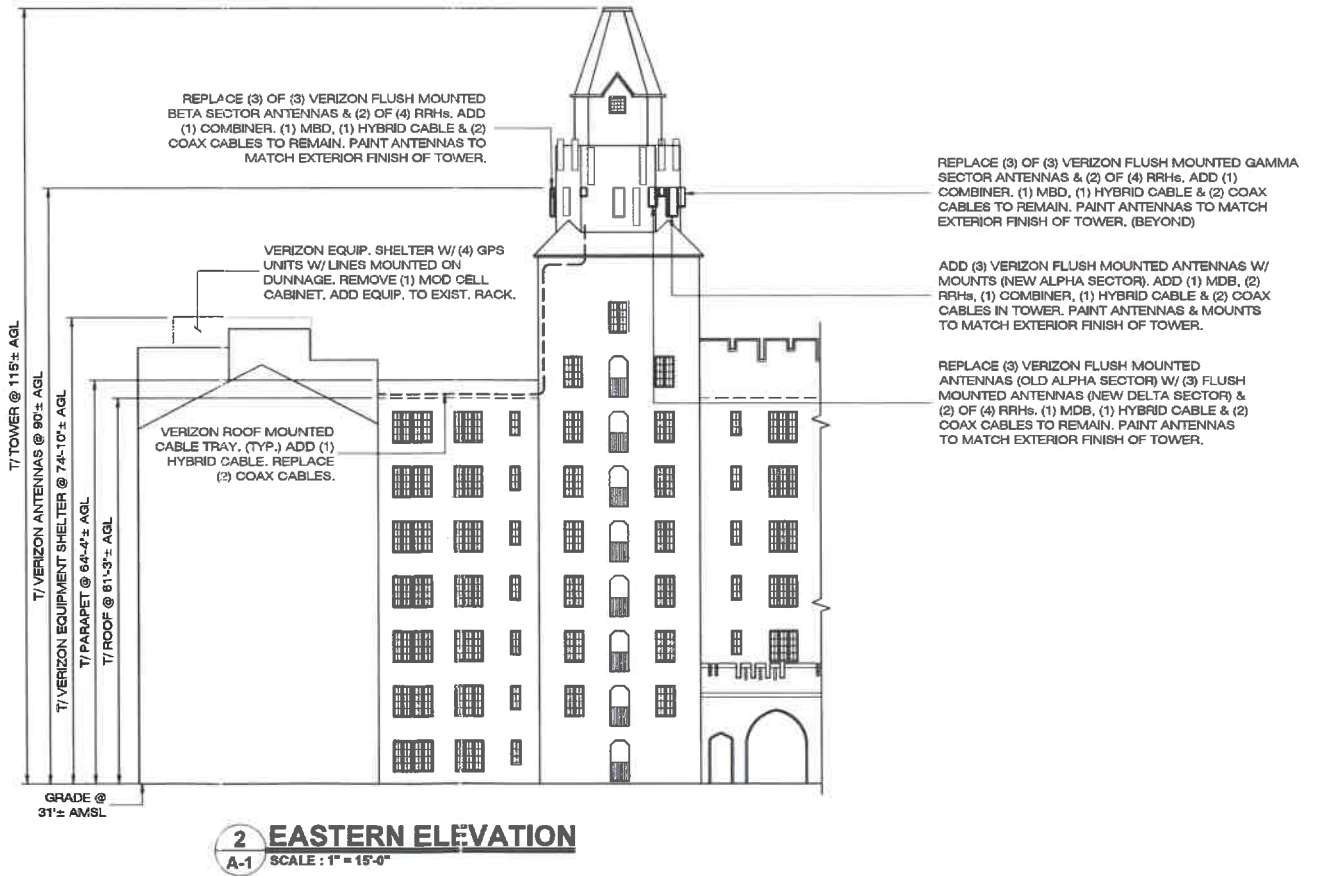 REPLACE (3) OF (3) VERIZON FLUSH MOUNTED
BETA SECTOR ANTENNAS & (2) OF (4) RRHs. ADD
(1) COMBINER. (1) MBD, (1) HYBRID CABLE & (2)
COAX CABLES TO REMAIN. PAINT ANTENNAS TO
MATCH EXTERIOR FINISH OF TOWER.
VERIZON EQUIP. SHELTER W/ (4) GPS
UNITS W/ LINES MOUNTED ON
DUNNAGE. REMOVE (1) MOD CELL
CABINET. ADD EQUIP. TO EXIST. RACK.
VERIZON ROOF MOUNTED
CABLE TRAY. (TYP.) ADD (1)
HYBRID CABLE. REPLACE
(2) COAX CABLES.
REPLACE (3) OF (3) VERIZON FLUSH MOUNTED GAMMA
SECTOR ANTENNAS & (2) OF (4) RRHs. ADD (1)
COMBINER. (1) MBD, (1) HYBRID CABLE & (2) COAX
CABLES TO REMAIN. PAINT ANTENNAS TO MATCH
EXTERIOR FINISH OF TOWER. (BEYOND)
ADD (3) VERIZON FLUSH MOUNTED ANTENNAS W/
MOUNTS (NEW ALPHA SECTOR). ADD (1) MDB, (2)
RRHs, (1) COMBINER, (1) HYBRID CABLE & (2) COAX
CABLES IN TOWER. PAINT ANTENNAS & MOUNTS
TO MATCH EXTERIOR FINISH OF TOWER.
REPLACE (3) VERIZON FLUSH MOUNTED
ANTENNAS (OLD ALPHA SECTOR) W/ (3) FLUSH
MOUNTED ANTENNAS (NEW DELTA SECTOR) &
(2) OF (4) RRHs. (1) MDB, (1) HYBRID CABLE & (2)
COAX CABLES TO REMAIN. PAINT ANTENNAS
TO MATCH EXTERIOR FINISH OF TOWER.
T/ TOWER @ 115'± AGL
T/ VERIZON ANTENNAS @ 90'± AGL
T/ VERIZON EQUIPMENT SHELTER @ 74'-10"± AGL
T/ PARAPET @ 64'-4"± AGL
T/ ROOF @ 61'-3"± AGL
GRADE @
31'± AMSL
2
A-1
EASTERN ELEVATION
SCALE : 1" = 15'-0"